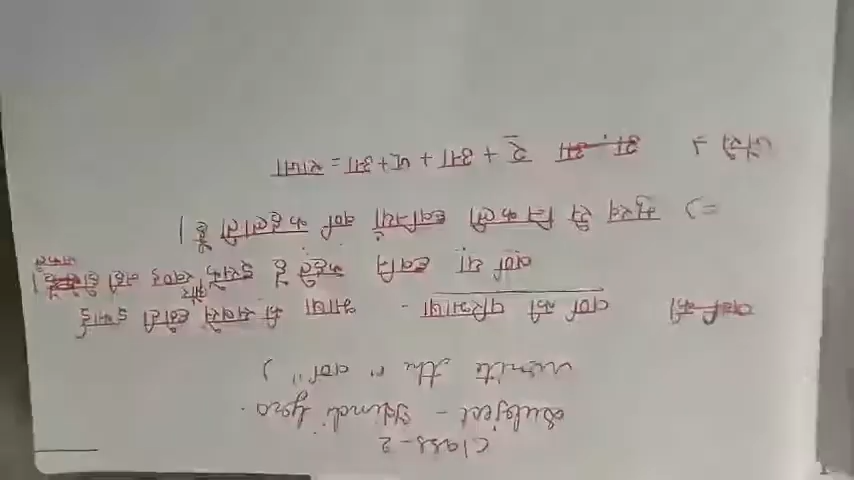 Class-2
Subject - Hindi
write the "वर्ण")
वर्ण की परिभाषा - भाषा की सबसे छोटी इकाई
वर्ण या ध्वनि कहते है इसके और खण्ड नहीं हो सकते।
=> मुख से निकली ध्वनियाँ वर्ण कहलाती है।
जैसे → र् + आ + ज् + आ = राजा